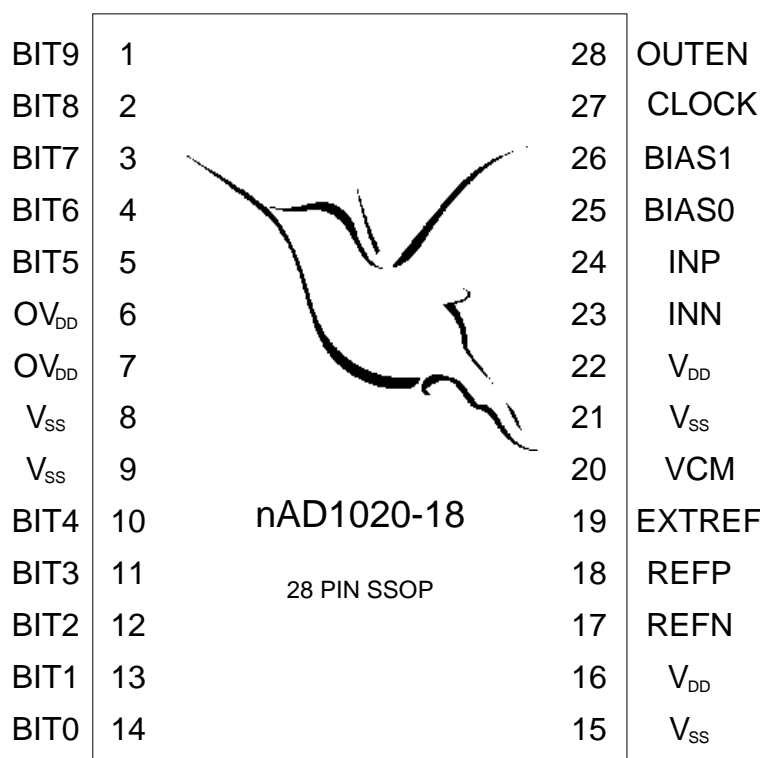 BIT9 1 28 OUTEN
BIT8 2 27 CLOCK
BIT7 3 26 BIAS1
BIT6 4 25 BIAS0
BIT5 5 24 INP
OVDD 6 23 INN
OVDD 7 22 VDD
VSS 8 21 VSS
VSS 9 20 VCM
BIT4 10 nAD1020-18 19 EXTREF
BIT3 11 28 PIN SSOP 18 REFP
BIT2 12 17 REFN
BIT1 13 16 VDD
BIT0 14 15 VSS